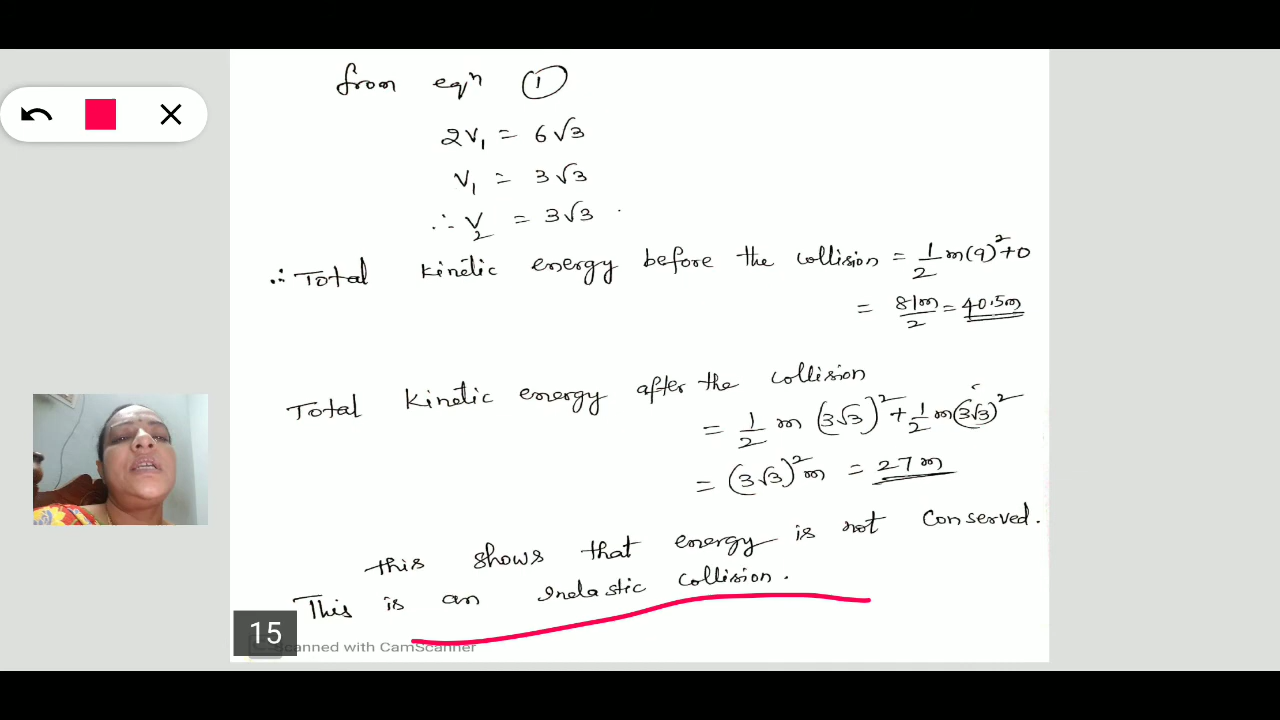 from eqn ①
2V₁ = 6√3
V₁ = 3√3
∴ V₂ = 3√3
∴ Total kinetic energy before the collision = 1/2 m(9)² + 0
= 81m/2 = 40.5m
Total kinetic energy after the collision
= 1/2 m (3√3)² + 1/2 m (3√3)²
= (3√3)² m = 27m
This shows that energy is not conserved.
This is an Inelastic collision.
15
Scanned with CamScanner